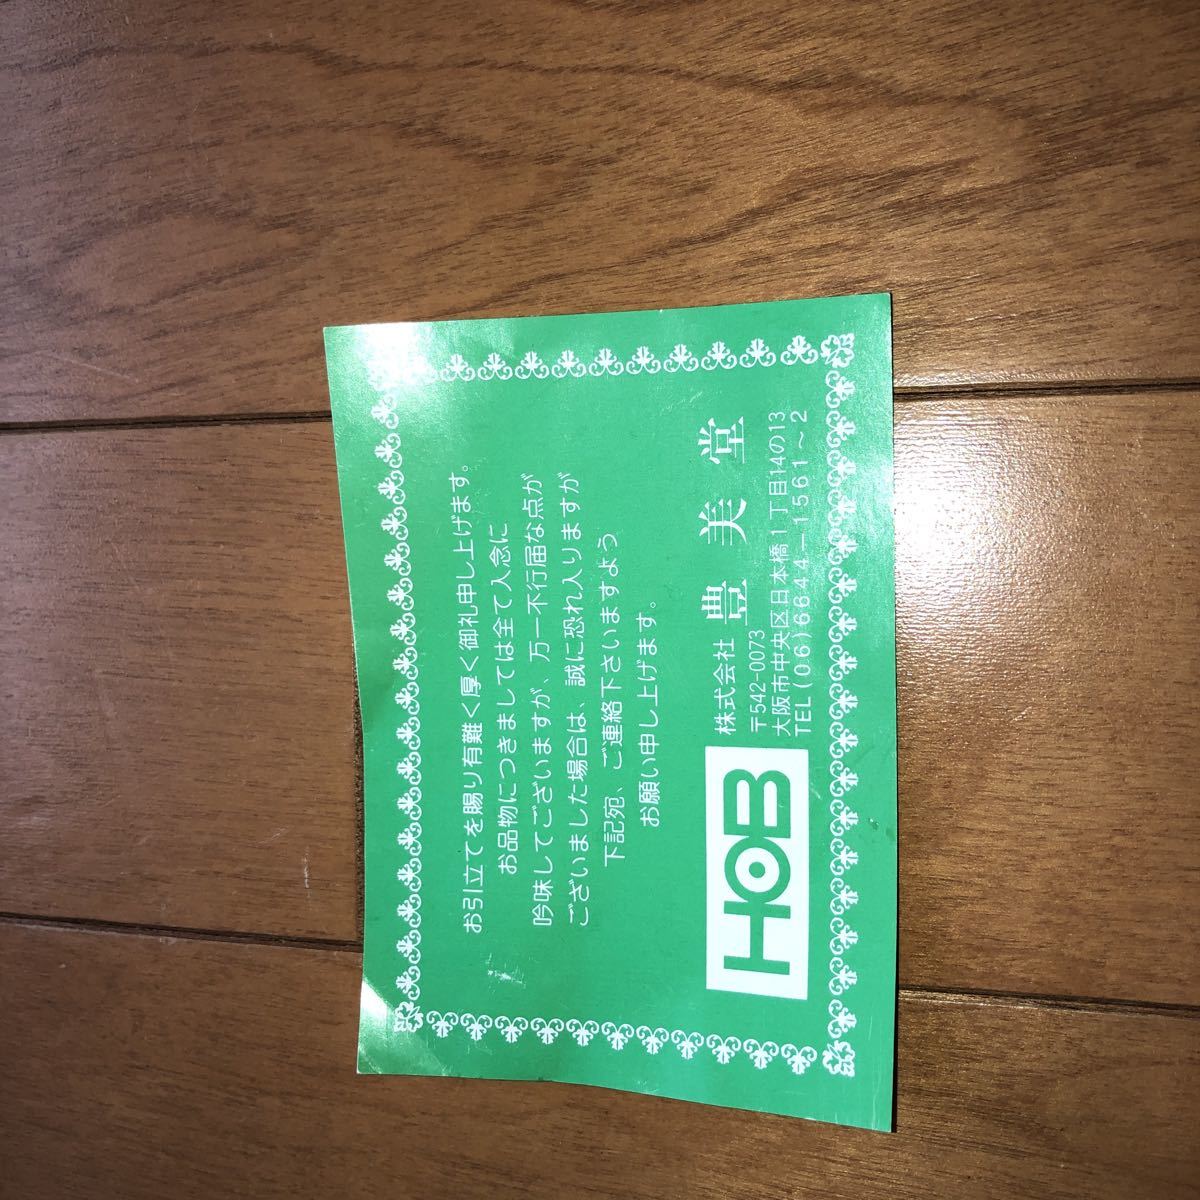 お引立てを賜り有難く厚く御礼申し上げます。
お品物につきましては全て入念に
吟味してございますが、万一不行届な点が
ございました場合は、誠に恐れ入りますが
下記宛、ご連絡下さいますよう
お願い申し上げます。
HOB
株式会社 豊美堂
〒542-0073
大阪市中央区日本橋1丁目14の13
TEL(06)6644-1561~2